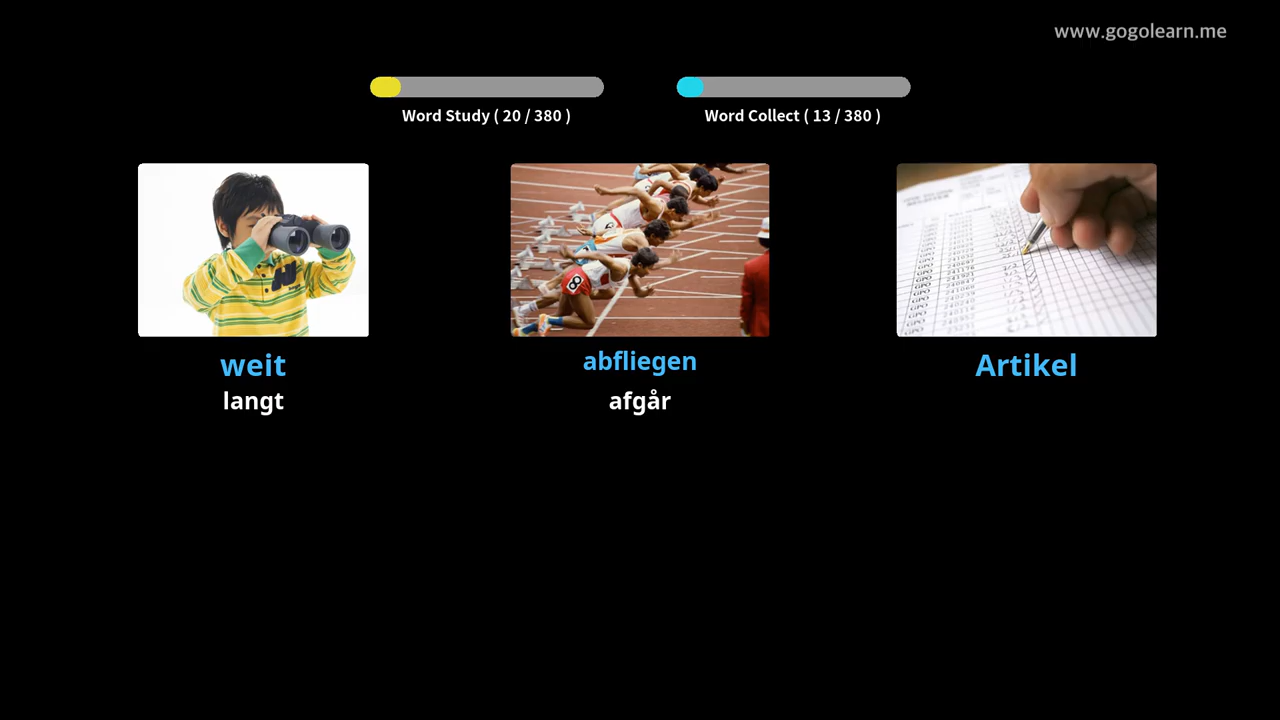 www.gogolearn.me
Word Study ( 20 / 380 )
Word Collect ( 13 / 380 )
weit
abfliegen
Artikel
langt
afgår